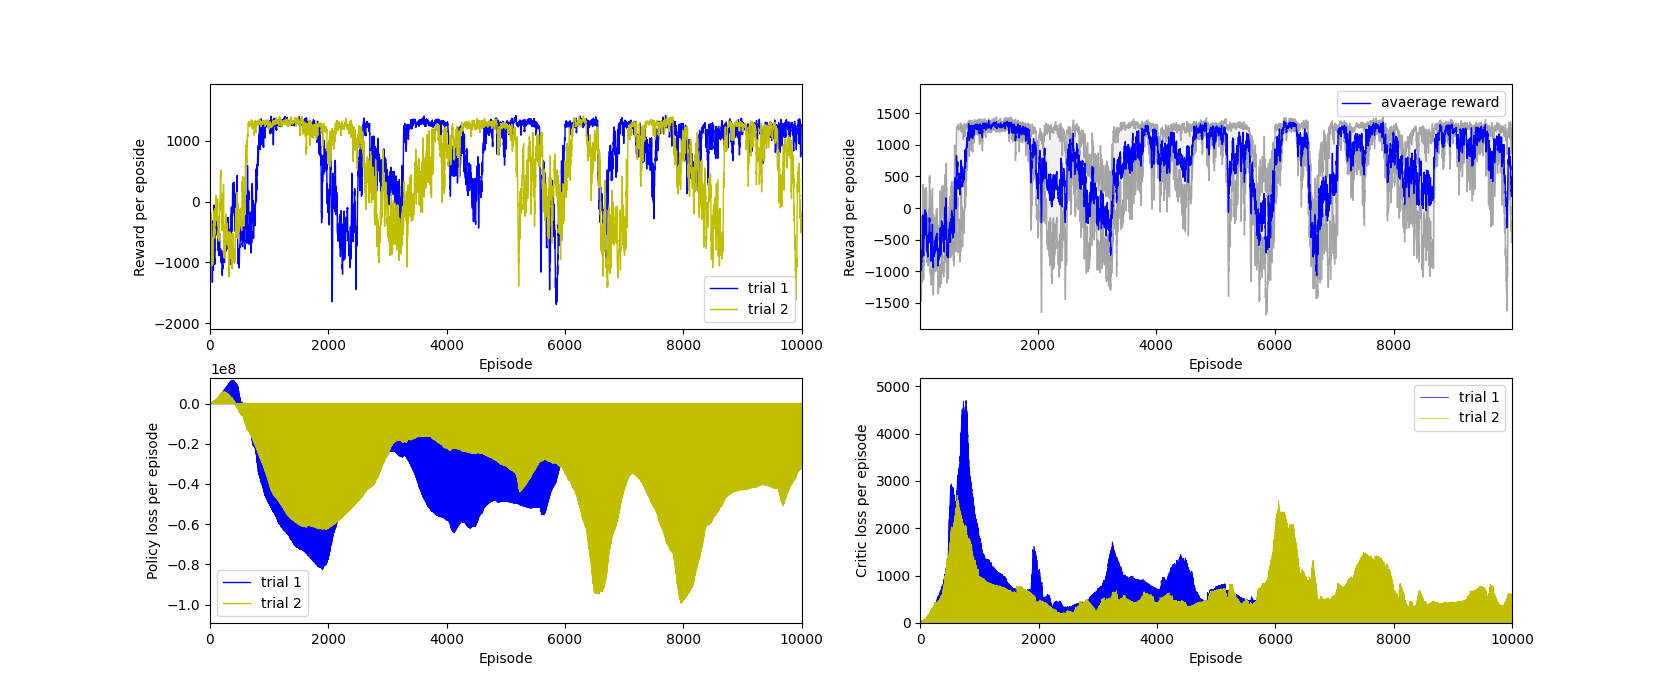 Reward per eposide
1000
0
−1000
−2000
trial 1
trial 2
0 2000 4000 6000 8000 10000
Episode
Reward per eposide
1500
1000
500
0
−500
−1000
−1500
avaerage reward
2000 4000 6000 8000
Episode
1e8
Policy loss per episode
0.0
−0.2
−0.4
−0.6
−0.8
−1.0
trial 1
trial 2
0 2000 4000 6000 8000 10000
Episode
Critic loss per episode
5000
4000
3000
2000
1000
0
trial 1
trial 2
0 2000 4000 6000 8000 10000
Episode